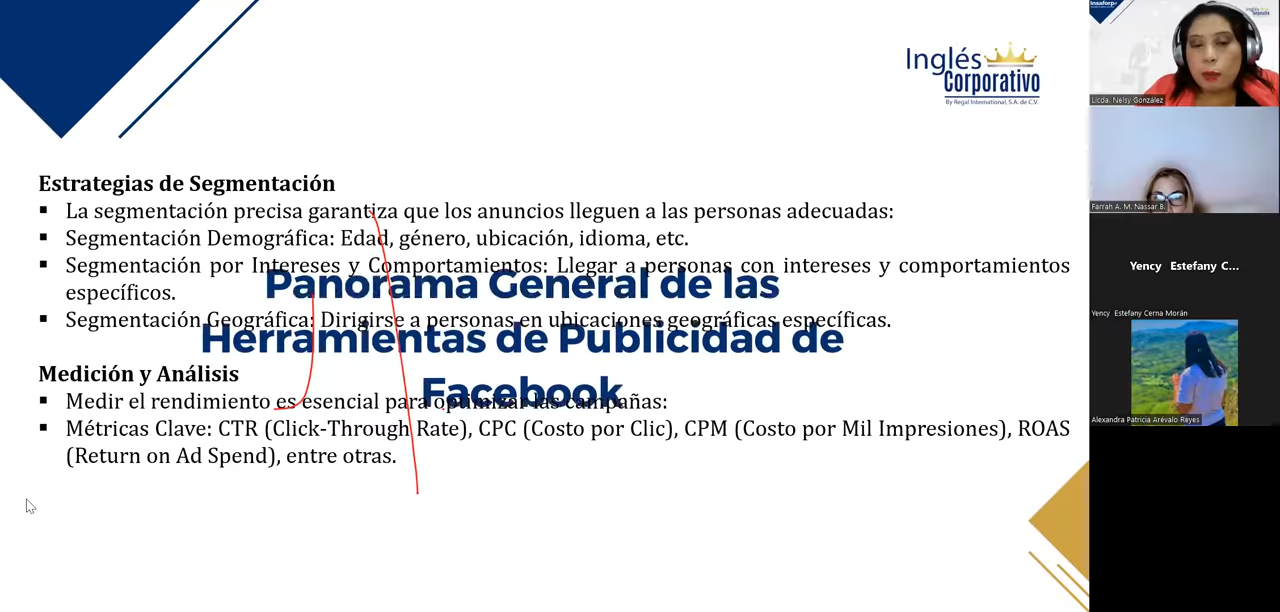 Inglés
Corporativo
By Regal International, S.A. de C.V.
Estrategias de Segmentación
▪ La segmentación precisa garantiza que los anuncios lleguen a las personas adecuadas:
▪ Segmentación Demográfica: Edad, género, ubicación, idioma, etc.
▪ Segmentación por Intereses y Comportamientos: Llegar a personas con intereses y comportamientos
específicos.
▪ Segmentación Geográfica: Dirigirse a personas en ubicaciones geográficas específicas.
Panorama General de las
Herramientas de Publicidad de
Facebook
Medición y Análisis
▪ Medir el rendimiento es esencial para optimizar las campañas:
▪ Métricas Clave: CTR (Click-Through Rate), CPC (Costo por Clic), CPM (Costo por Mil Impresiones), ROAS
(Return on Ad Spend), entre otras.
Insaforp
Licda. Nelsy González
Farrah A. M. Nassar B.
Yency Estefany C...
Yency Estefany Cerna Morán
Alexandra Patricia Arévalo Reyes